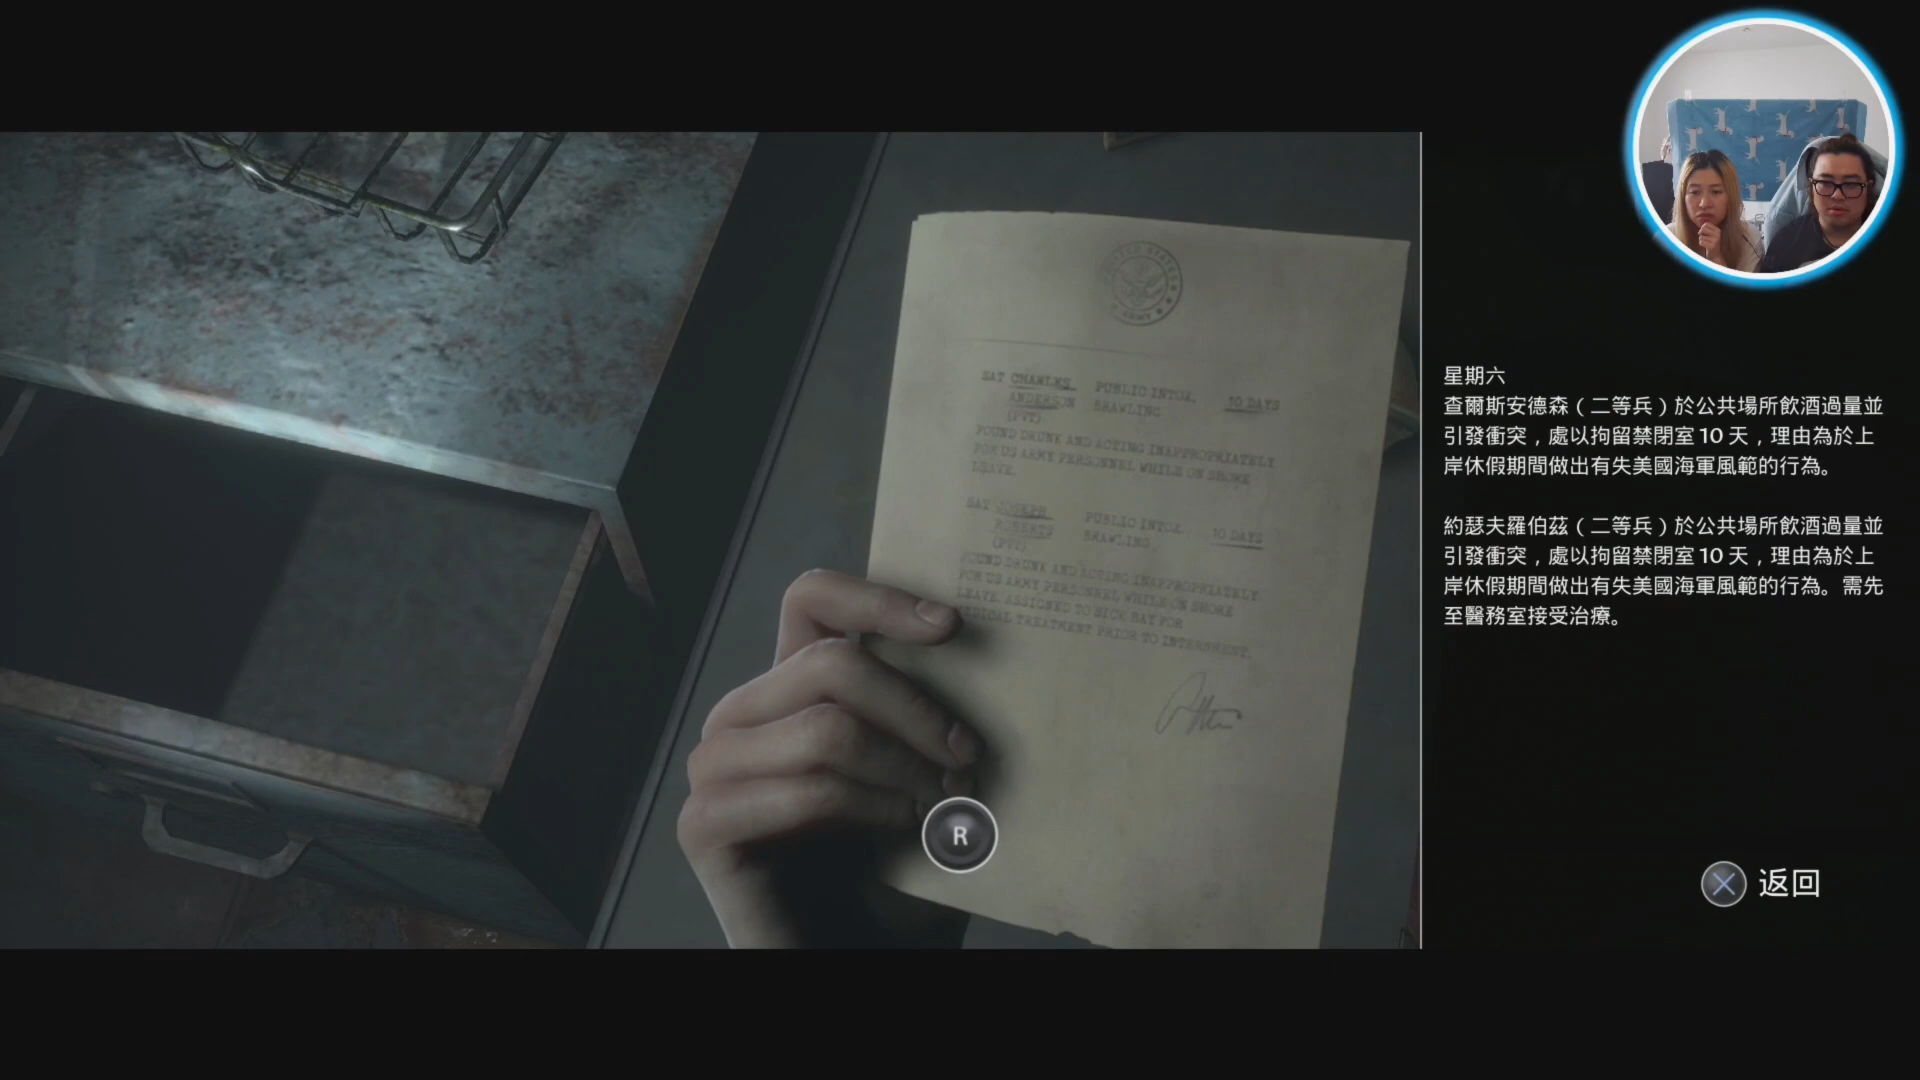 UNITED STATES
ARMY
SAT CHARLES PUBLIC INTOX. 10 DAYS
ANDERSON BRAWLING
(PVT)
FOUND DRUNK AND ACTING INAPPROPRIATELY
FOR US ARMY PERSONNEL WHILE ON SHORE
LEAVE.
SAT JOSEPH PUBLIC INTOX. 10 DAYS
ROBERTS BRAWLING
(PVT)
FOUND DRUNK AND ACTING INAPPROPRIATELY
FOR US ARMY PERSONNEL WHILE ON SHORE
LEAVE. ASSIGNED TO SICK BAY FOR
MEDICAL TREATMENT PRIOR TO INTERNMENT.
R
星期六
查爾斯安德森（二等兵）於公共場所飲酒過量並
引發衝突，處以拘留禁閉室 10 天，理由為於上
岸休假期間做出有失美國海軍風範的行為。
約瑟夫羅伯茲（二等兵）於公共場所飲酒過量並
引發衝突，處以拘留禁閉室 10 天，理由為於上
岸休假期間做出有失美國海軍風範的行為。需先
至醫務室接受治療。
返回